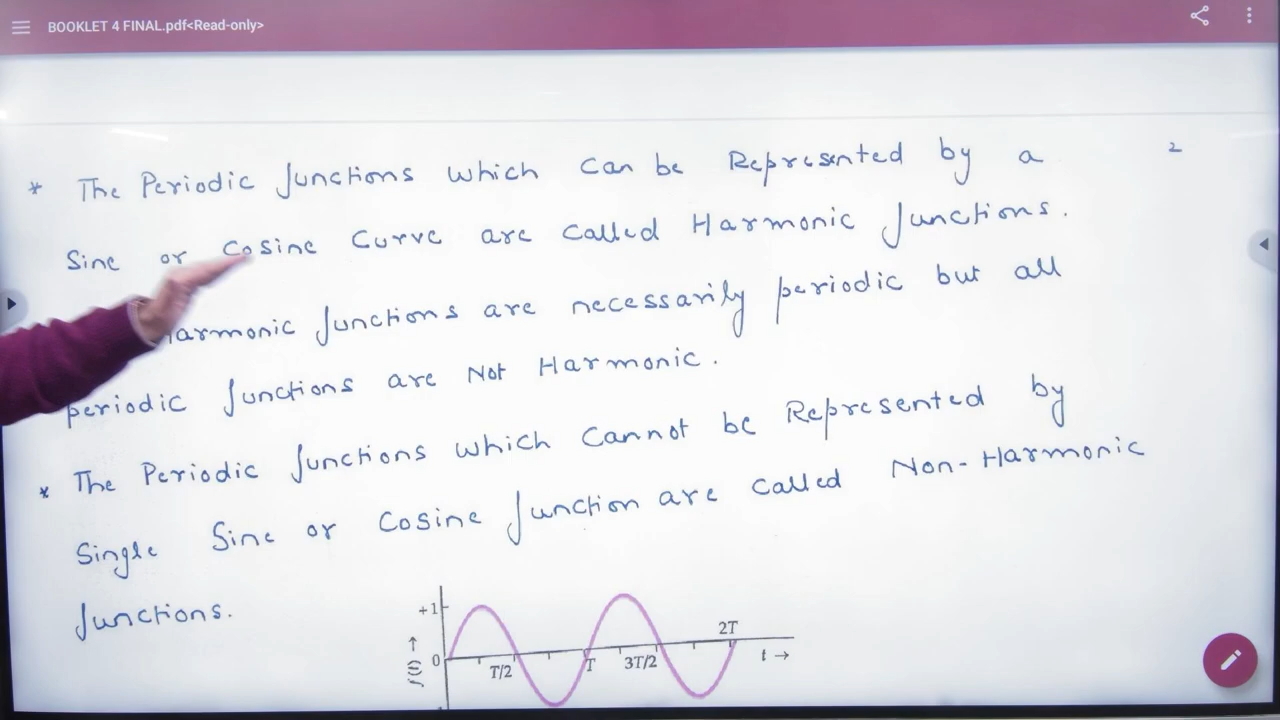 BOOKLET 4 FINAL.pdf<Read-only>
2
* The Periodic functions which can be Represented by a
Sine or Cosine Curve are called Harmonic functions.
Harmonic functions are necessarily periodic but all
periodic functions are Not Harmonic.
* The Periodic functions which cannot be Represented by
Single Sine or Cosine function are called Non-Harmonic
functions.
+1
0
f(t) →
T/2
T
3T/2
2T
t →